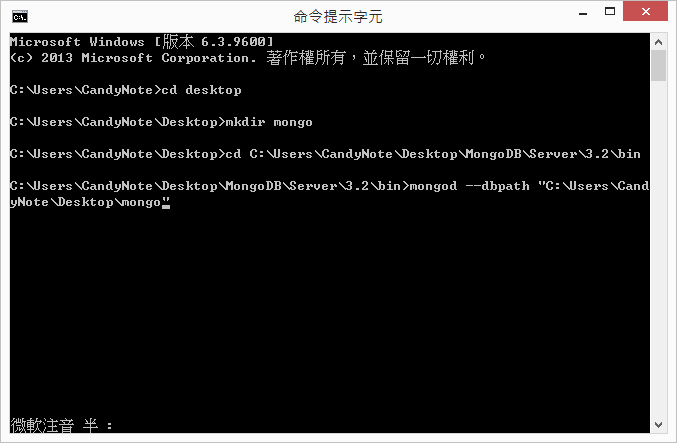 命令提示字元
Microsoft Windows [版本 6.3.9600]
(c) 2013 Microsoft Corporation. 著作權所有，並保留一切權利。
C:\Users\CandyNote>cd desktop
C:\Users\CandyNote\Desktop>mkdir mongo
C:\Users\CandyNote\Desktop>cd C:\Users\CandyNote\Desktop\MongoDB\Server\3.2\bin
C:\Users\CandyNote\Desktop\MongoDB\Server\3.2\bin>mongod --dbpath "C:\Users\Cand
yNote\Desktop\mongo"
微軟注音 半 :